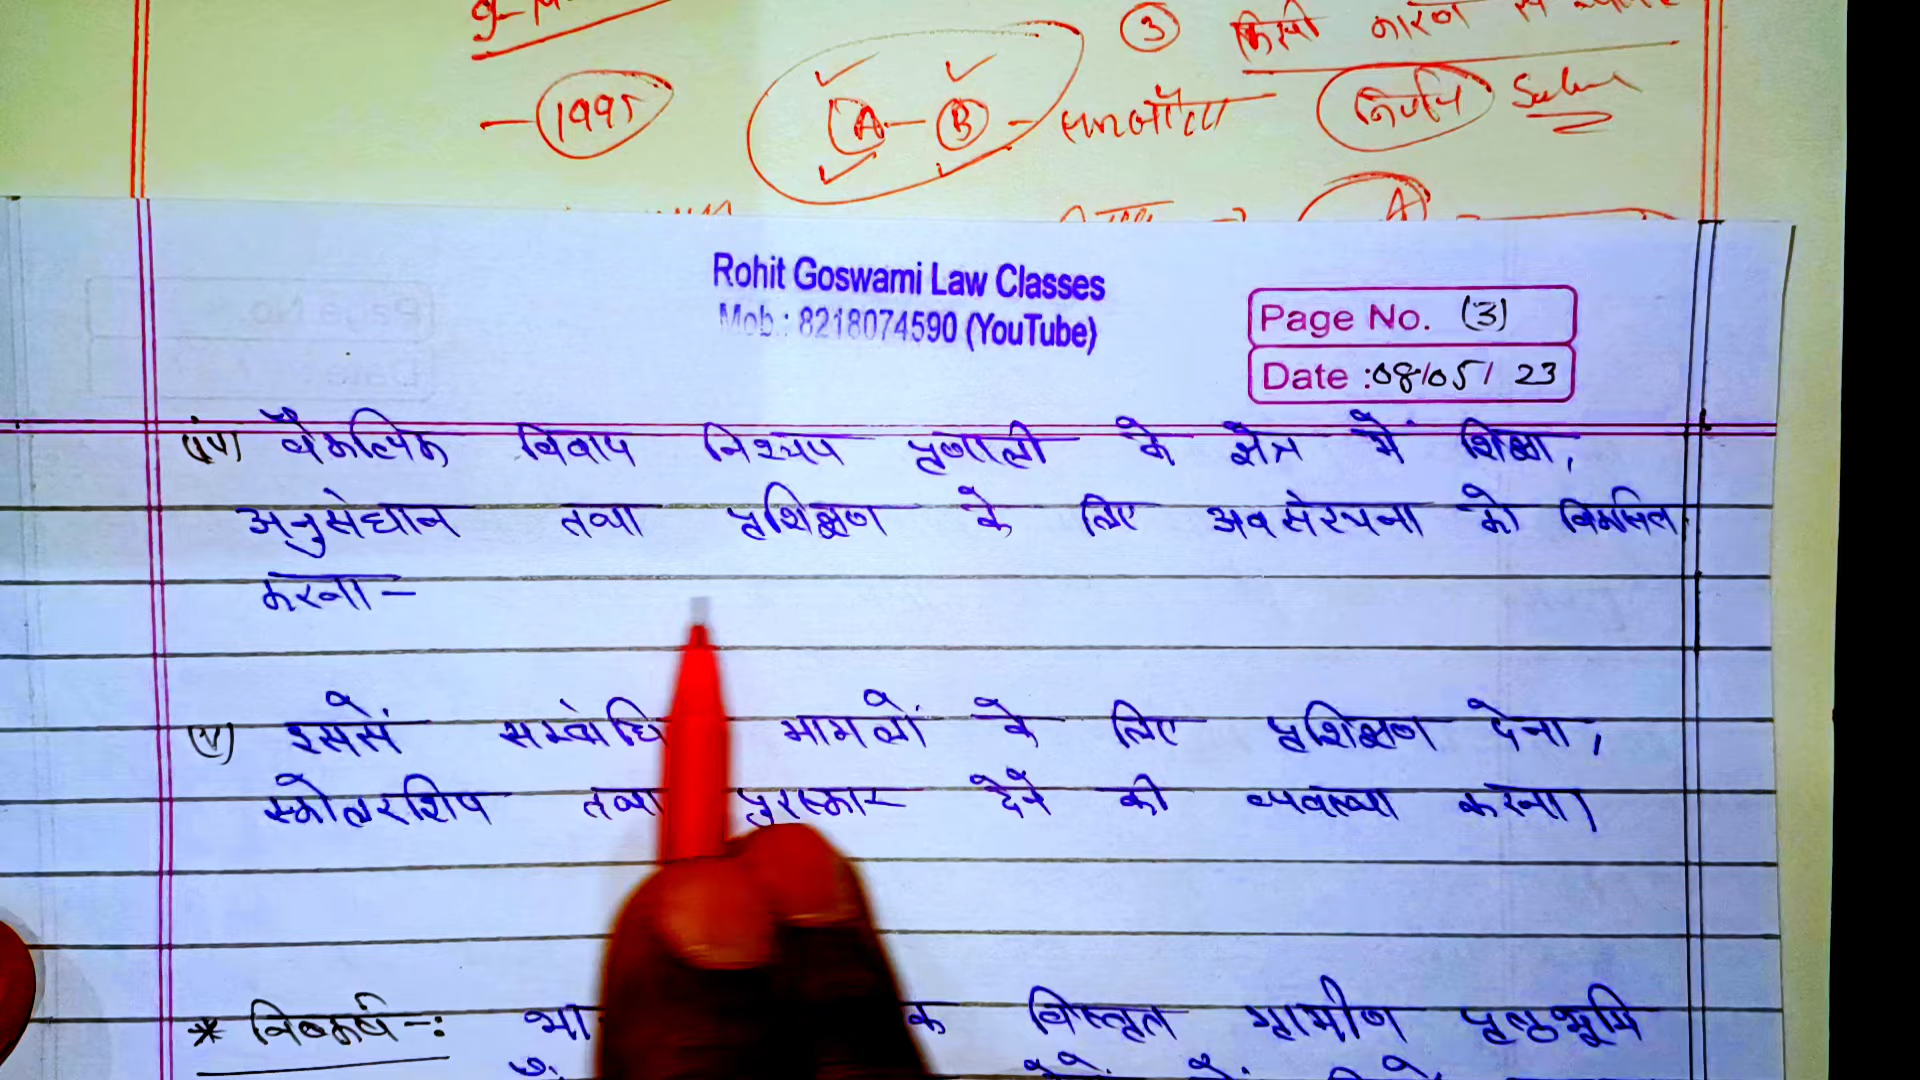 ③ किसी कारण से
— 1995 A — B — समझौता निर्णय
Rohit Goswami Law Classes
Mob.: 8218074590 (YouTube)
Page No. (3)
Date :08/05/ 23
(iv) वैकल्पिक विवाद निश्चय प्रणाली के क्षेत्र में शिक्षा,
अनुसंधान तथा प्रशिक्षण के लिए अवसंरचना को विकसित
करना —
(v) इससें सम्बंधि मामलों के लिए प्रशिक्षण देना,
स्कोलरशिप तथा पुरस्कार देने की व्यवस्था करना।
* निष्कर्ष -: भा क विस्तृत ग्रामीण पृष्ठभूमि